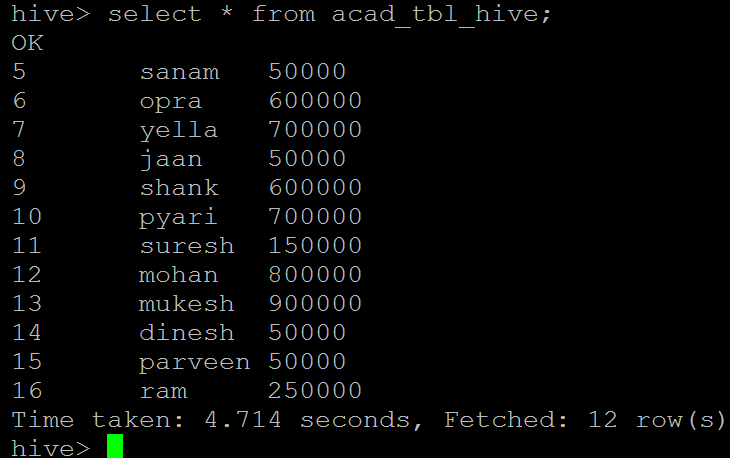 hive> select * from acad_tbl_hive;
OK
5 sanam 50000
6 opra 600000
7 yella 700000
8 jaan 50000
9 shank 600000
10 pyari 700000
11 suresh 150000
12 mohan 800000
13 mukesh 900000
14 dinesh 50000
15 parveen 50000
16 ram 250000
Time taken: 4.714 seconds, Fetched: 12 row(s)
hive>